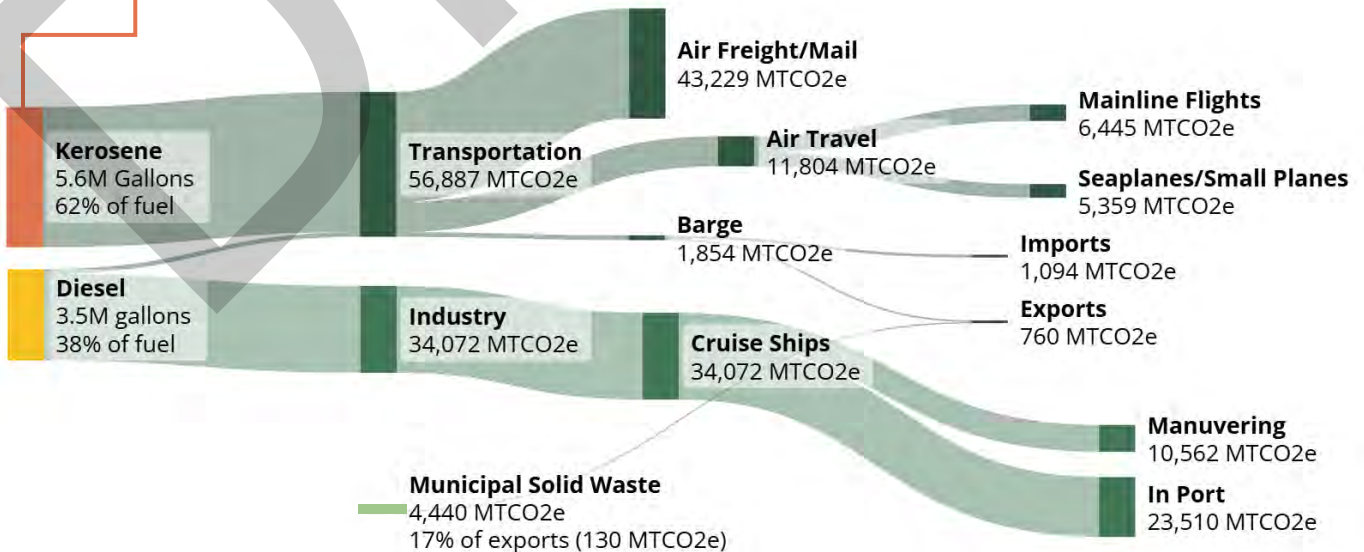 Air Freight/Mail
43,229 MTCO2e
Mainline Flights
6,445 MTCO2e
Kerosene
5.6M Gallons
62% of fuel
Transportation
56,887 MTCO2e
Air Travel
11,804 MTCO2e
Seaplanes/Small Planes
5,359 MTCO2e
Barge
1,854 MTCO2e
Imports
1,094 MTCO2e
Diesel
3.5M gallons
38% of fuel
Industry
34,072 MTCO2e
Exports
760 MTCO2e
Cruise Ships
34,072 MTCO2e
Manuvering
10,562 MTCO2e
Municipal Solid Waste
4,440 MTCO2e
17% of exports (130 MTCO2e)
In Port
23,510 MTCO2e